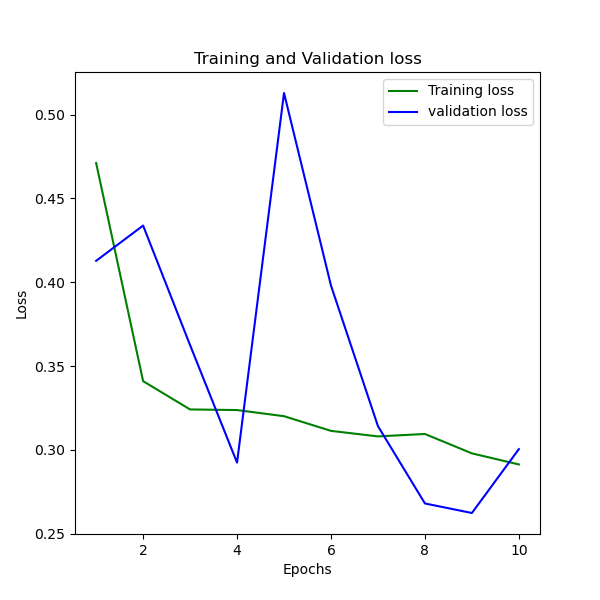 Training and Validation loss
Training loss
validation loss
0.50
0.45
0.40
0.35
0.30
0.25
Loss
2 4 6 8 10
Epochs